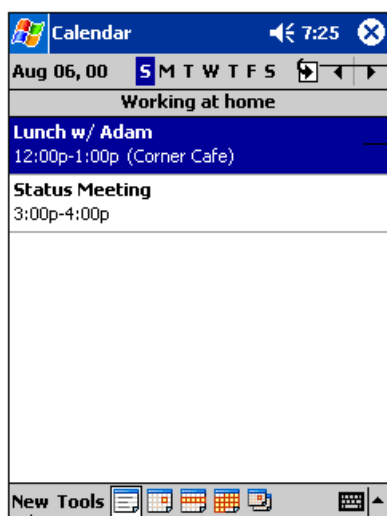 Calendar 7:25
Aug 06, 00 S M T W T F S
Working at home
Lunch w/ Adam
12:00p-1:00p (Corner Cafe)
Status Meeting
3:00p-4:00p
New Tools